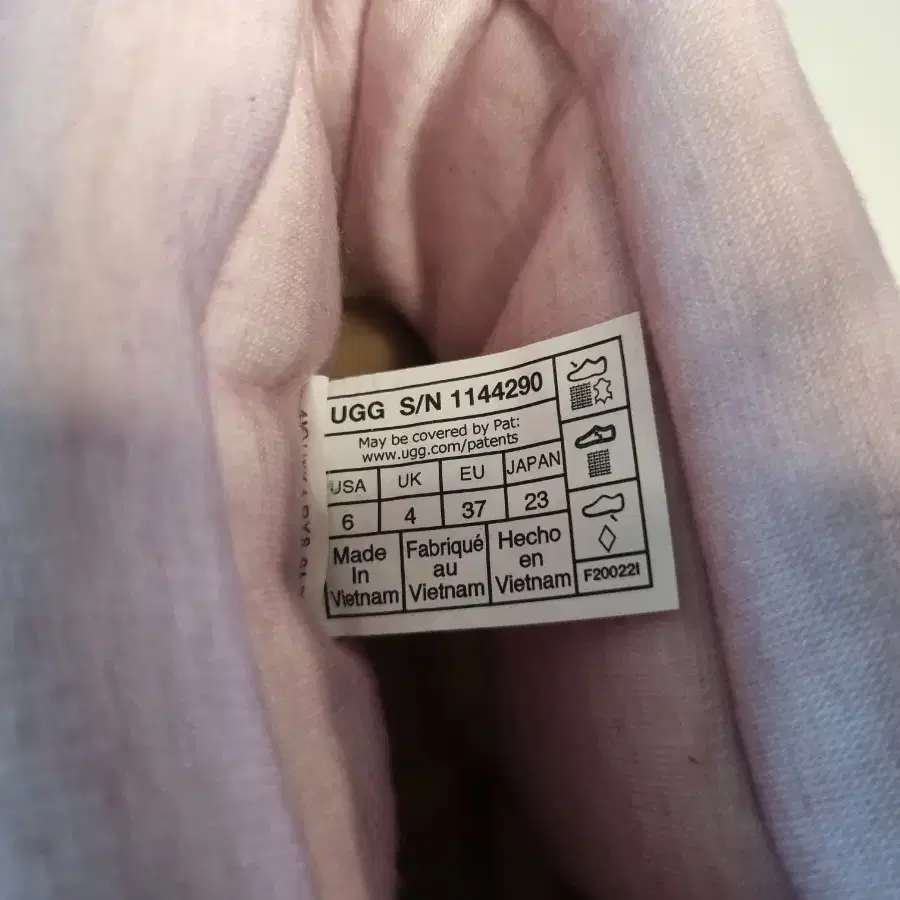 UGG S/N 1144290
May be covered by Pat:
www.ugg.com/patents
USA UK EU JAPAN
6 4 37 23
Made In Vietnam
Fabriqué au Vietnam
Hecho en Vietnam
F20022I